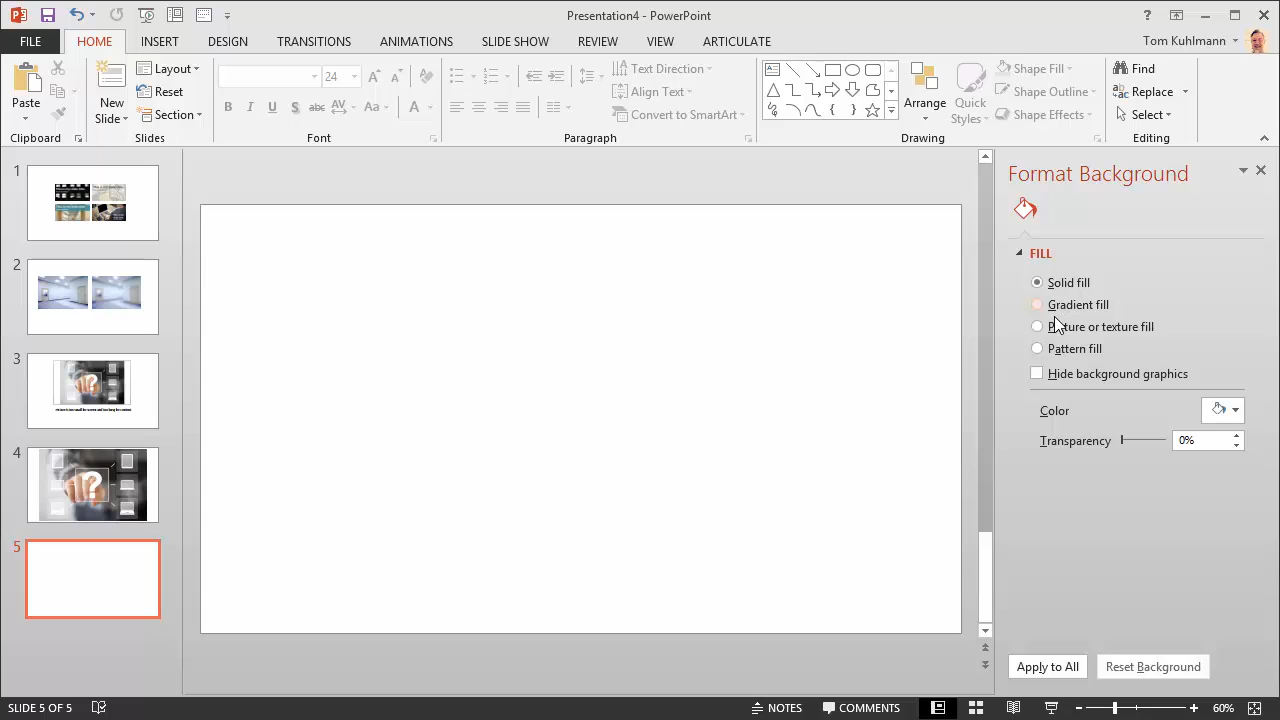 Presentation4 - PowerPoint
?
FILE
HOME
INSERT
DESIGN
TRANSITIONS
ANIMATIONS
SLIDE SHOW
REVIEW
VIEW
ARTICULATE
Tom Kuhlmann
Paste
Clipboard
New
Slide
Layout
Reset
Section
Slides
24
B I U S abc AV Aa A
Font
Text Direction
Align Text
Convert to SmartArt
Paragraph
Arrange
Quick
Styles
Shape Fill
Shape Outline
Shape Effects
Drawing
Find
Replace
Select
Editing
1
2
3
?
4
?
5
Format Background
FILL
Solid fill
Gradient fill
Picture or texture fill
Pattern fill
Hide background graphics
Color
Transparency
0%
Apply to All
Reset Background
SLIDE 5 OF 5
NOTES
COMMENTS
60%